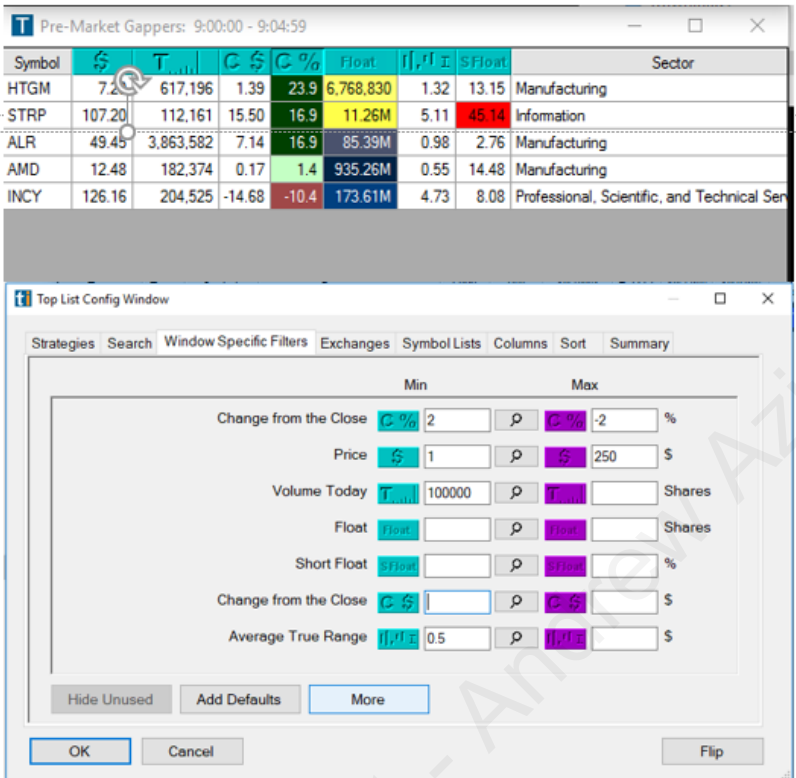 T Pre-Market Gappers: 9:00:00 - 9:04:59
Symbol $ T C $ C % Float SFloat Sector
HTGM 617,196 1.39 23.9 6,768,830 1.32 13.15 Manufacturing
STRP 107.20 112,161 15.50 16.9 11.26M 5.11 45.14 Information
ALR 49.45 3,863,582 7.14 16.9 85.39M 0.98 2.76 Manufacturing
AMD 12.48 182,374 0.17 1.4 935.26M 0.55 14.48 Manufacturing
INCY 126.16 204,525 -14.68 -10.4 173.61M 4.73 8.08 Professional, Scientific, and Technical Ser
ti Top List Config Window
Strategies Search Window Specific Filters Exchanges Symbol Lists Columns Sort Summary
Min Max
Change from the Close C % 2 C % -2 %
Price $ 1 $ 250 $
Volume Today T 100000 T Shares
Float Float Float Shares
Short Float SFloat SFloat %
Change from the Close C $ C $ $
Average True Range 0.5 $
Hide Unused Add Defaults More
OK Cancel Flip
- Andrew Azi